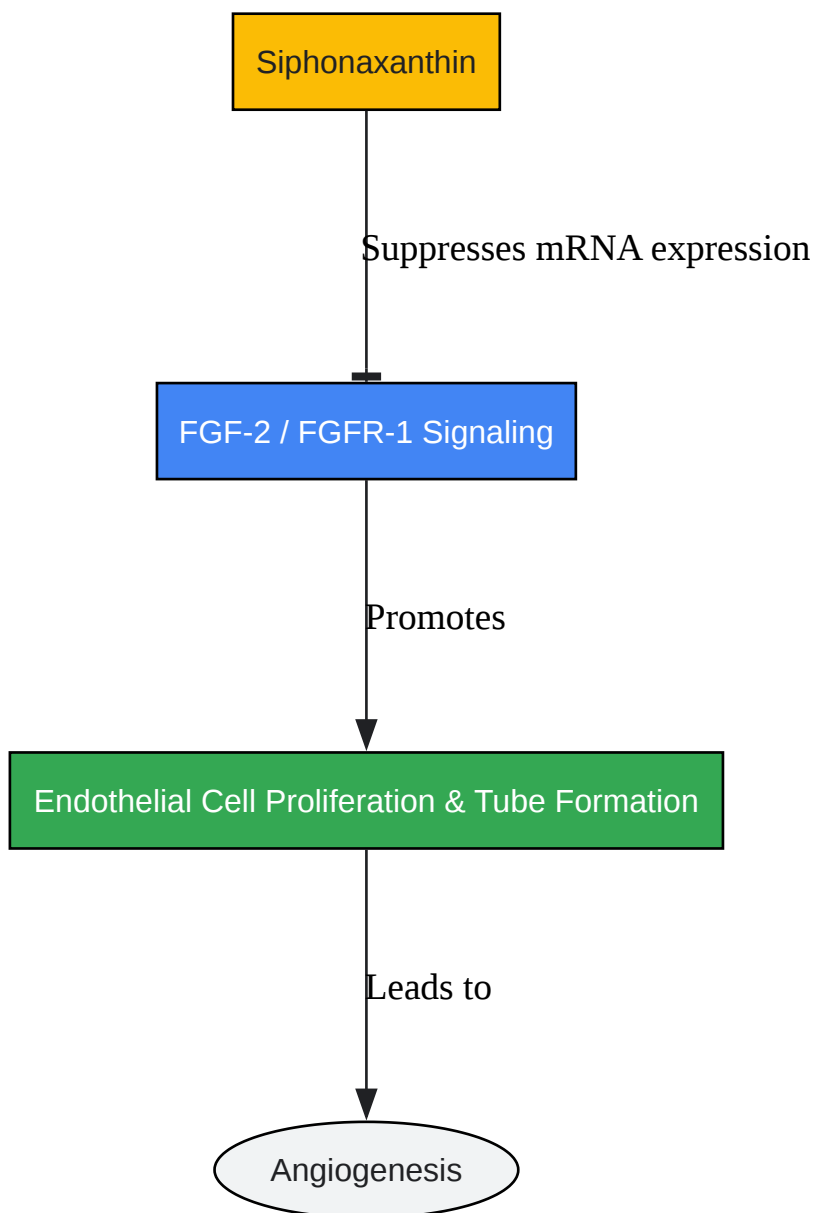 Siphonaxanthin
Suppresses mRNA expression
FGF-2 / FGFR-1 Signaling
Promotes
Endothelial Cell Proliferation & Tube Formation
Leads to
Angiogenesis